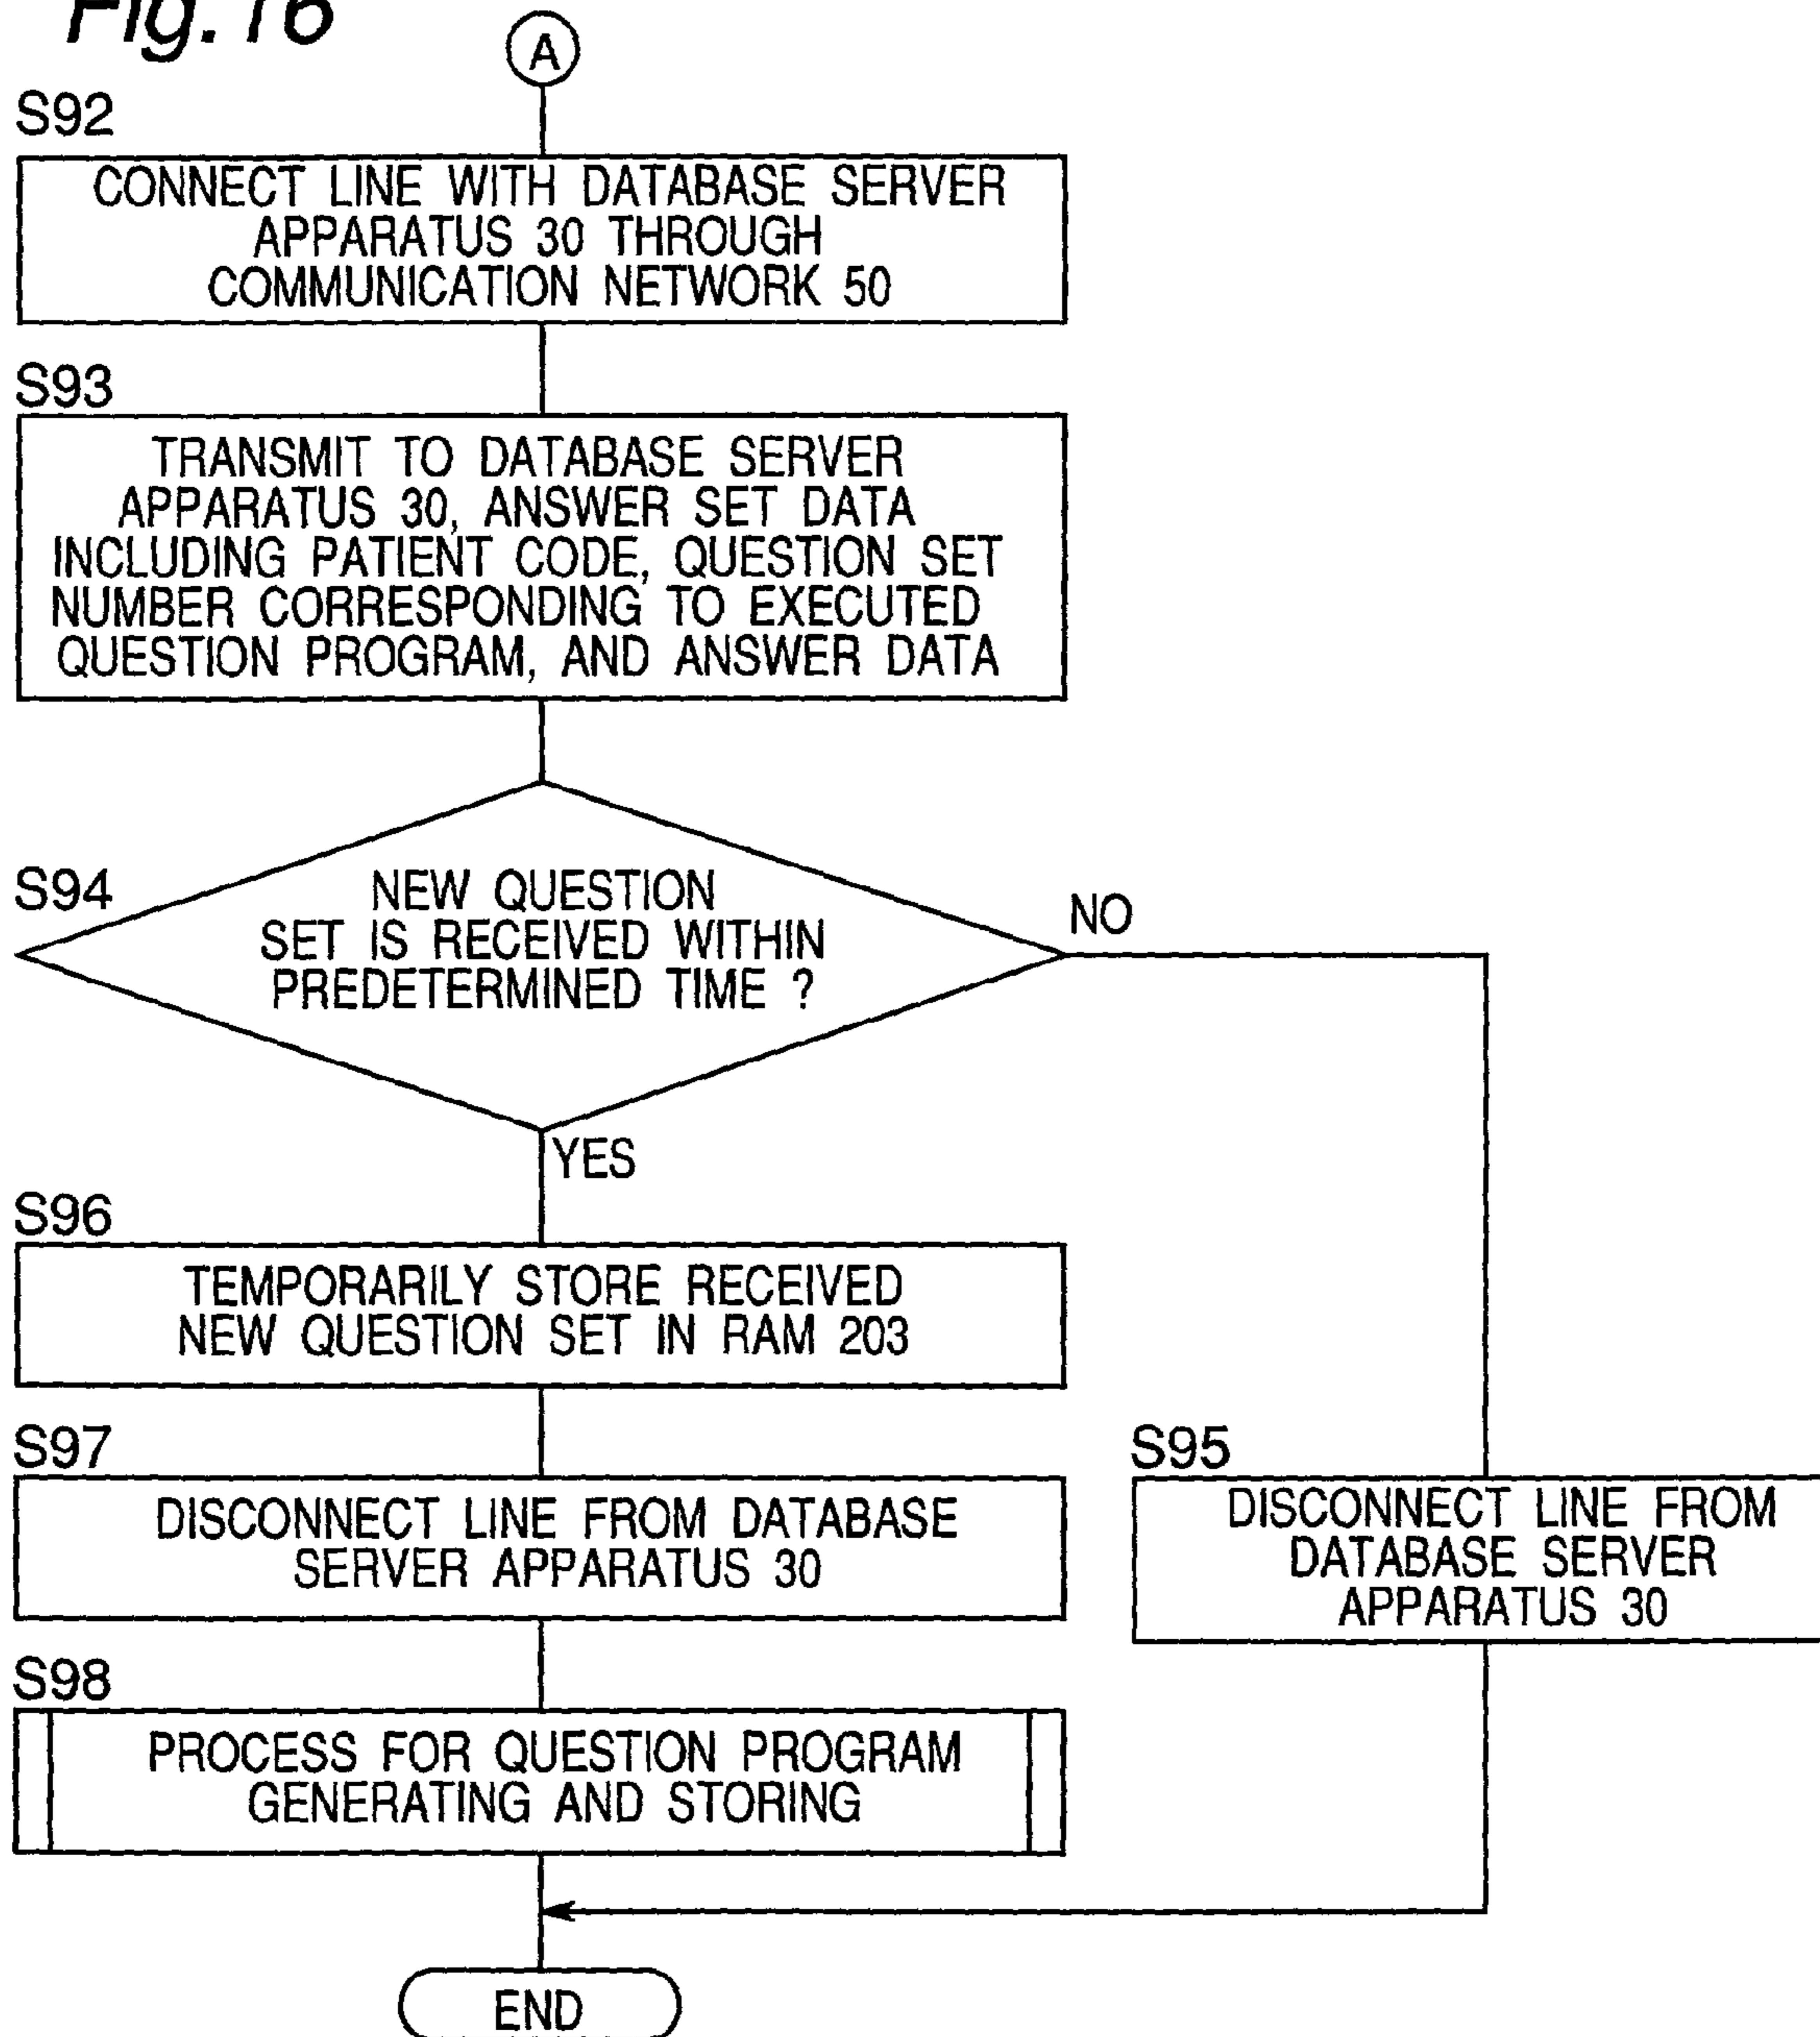 Fig. 16
A
S92
CONNECT LINE WITH DATABASE SERVER
APPARATUS 30 THROUGH
COMMUNICATION NETWORK 50
S93
TRANSMIT TO DATABASE SERVER
APPARATUS 30, ANSWER SET DATA
INCLUDING PATIENT CODE, QUESTION SET
NUMBER CORRESPONDING TO EXECUTED
QUESTION PROGRAM, AND ANSWER DATA
S94
NEW QUESTION
SET IS RECEIVED WITHIN
PREDETERMINED TIME ?
NO
YES
S96
TEMPORARILY STORE RECEIVED
NEW QUESTION SET IN RAM 203
S97
DISCONNECT LINE FROM DATABASE
SERVER APPARATUS 30
S95
DISCONNECT LINE FROM
DATABASE SERVER
APPARATUS 30
S98
PROCESS FOR QUESTION PROGRAM
GENERATING AND STORING
END